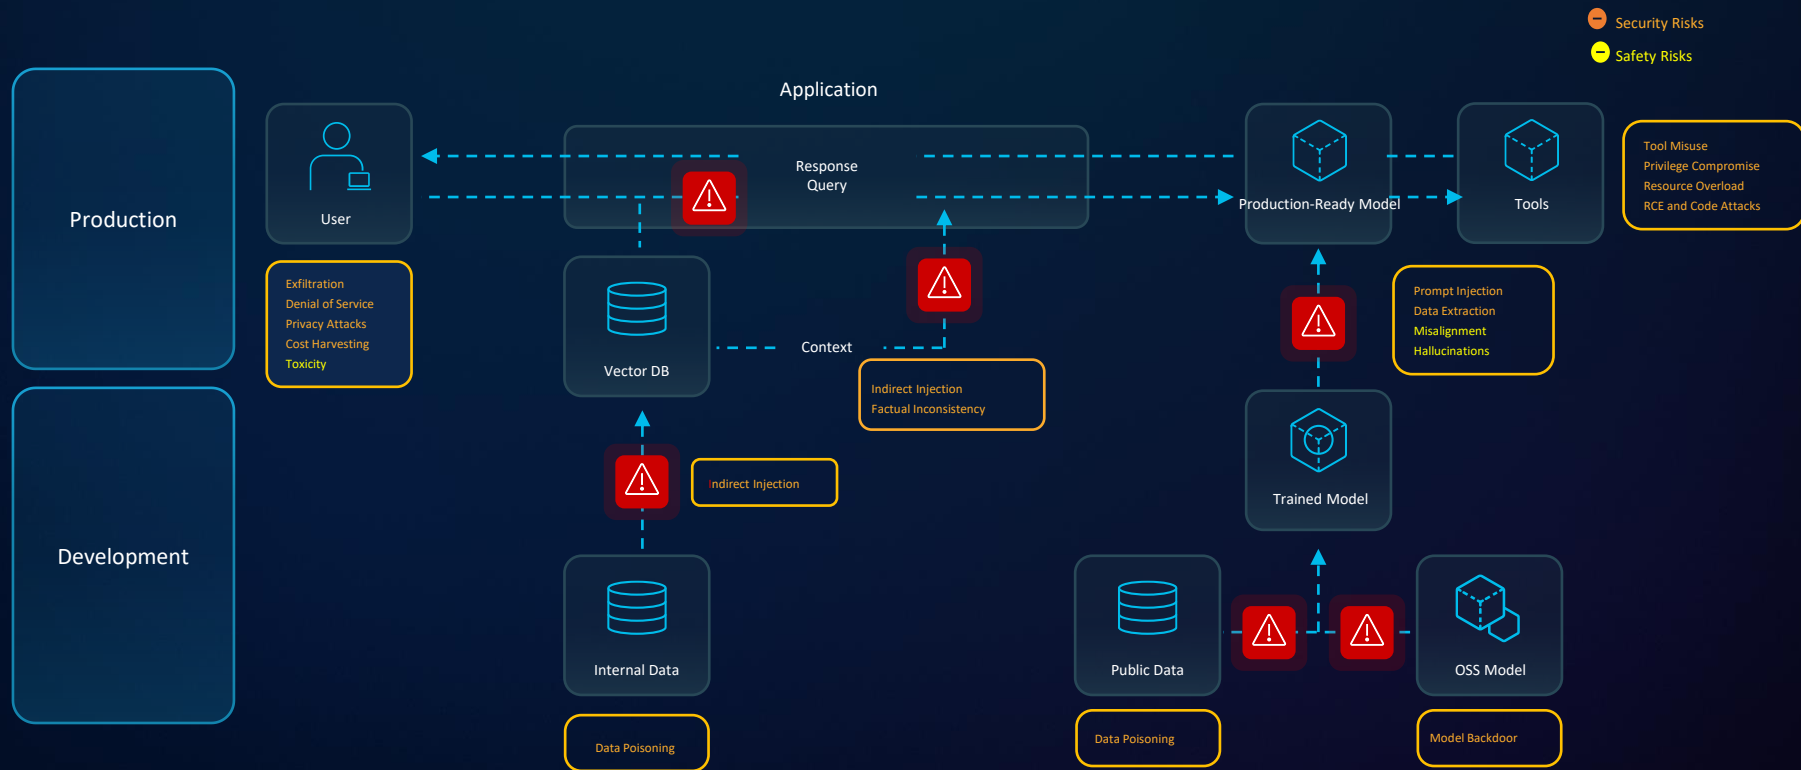 Security Risks
Safety Risks
Application
Production
User
Response
Query
Production-Ready Model
Tools
Tool Misuse
Privilege Compromise
Resource Overload
RCE and Code Attacks
Exfiltration
Denial of Service
Privacy Attacks
Cost Harvesting
Toxicity
Vector DB
Context
Indirect Injection
Factual Inconsistency
Prompt Injection
Data Extraction
Misalignment
Hallucinations
Development
Indirect Injection
Trained Model
Internal Data
Public Data
OSS Model
Data Poisoning
Data Poisoning
Model Backdoor